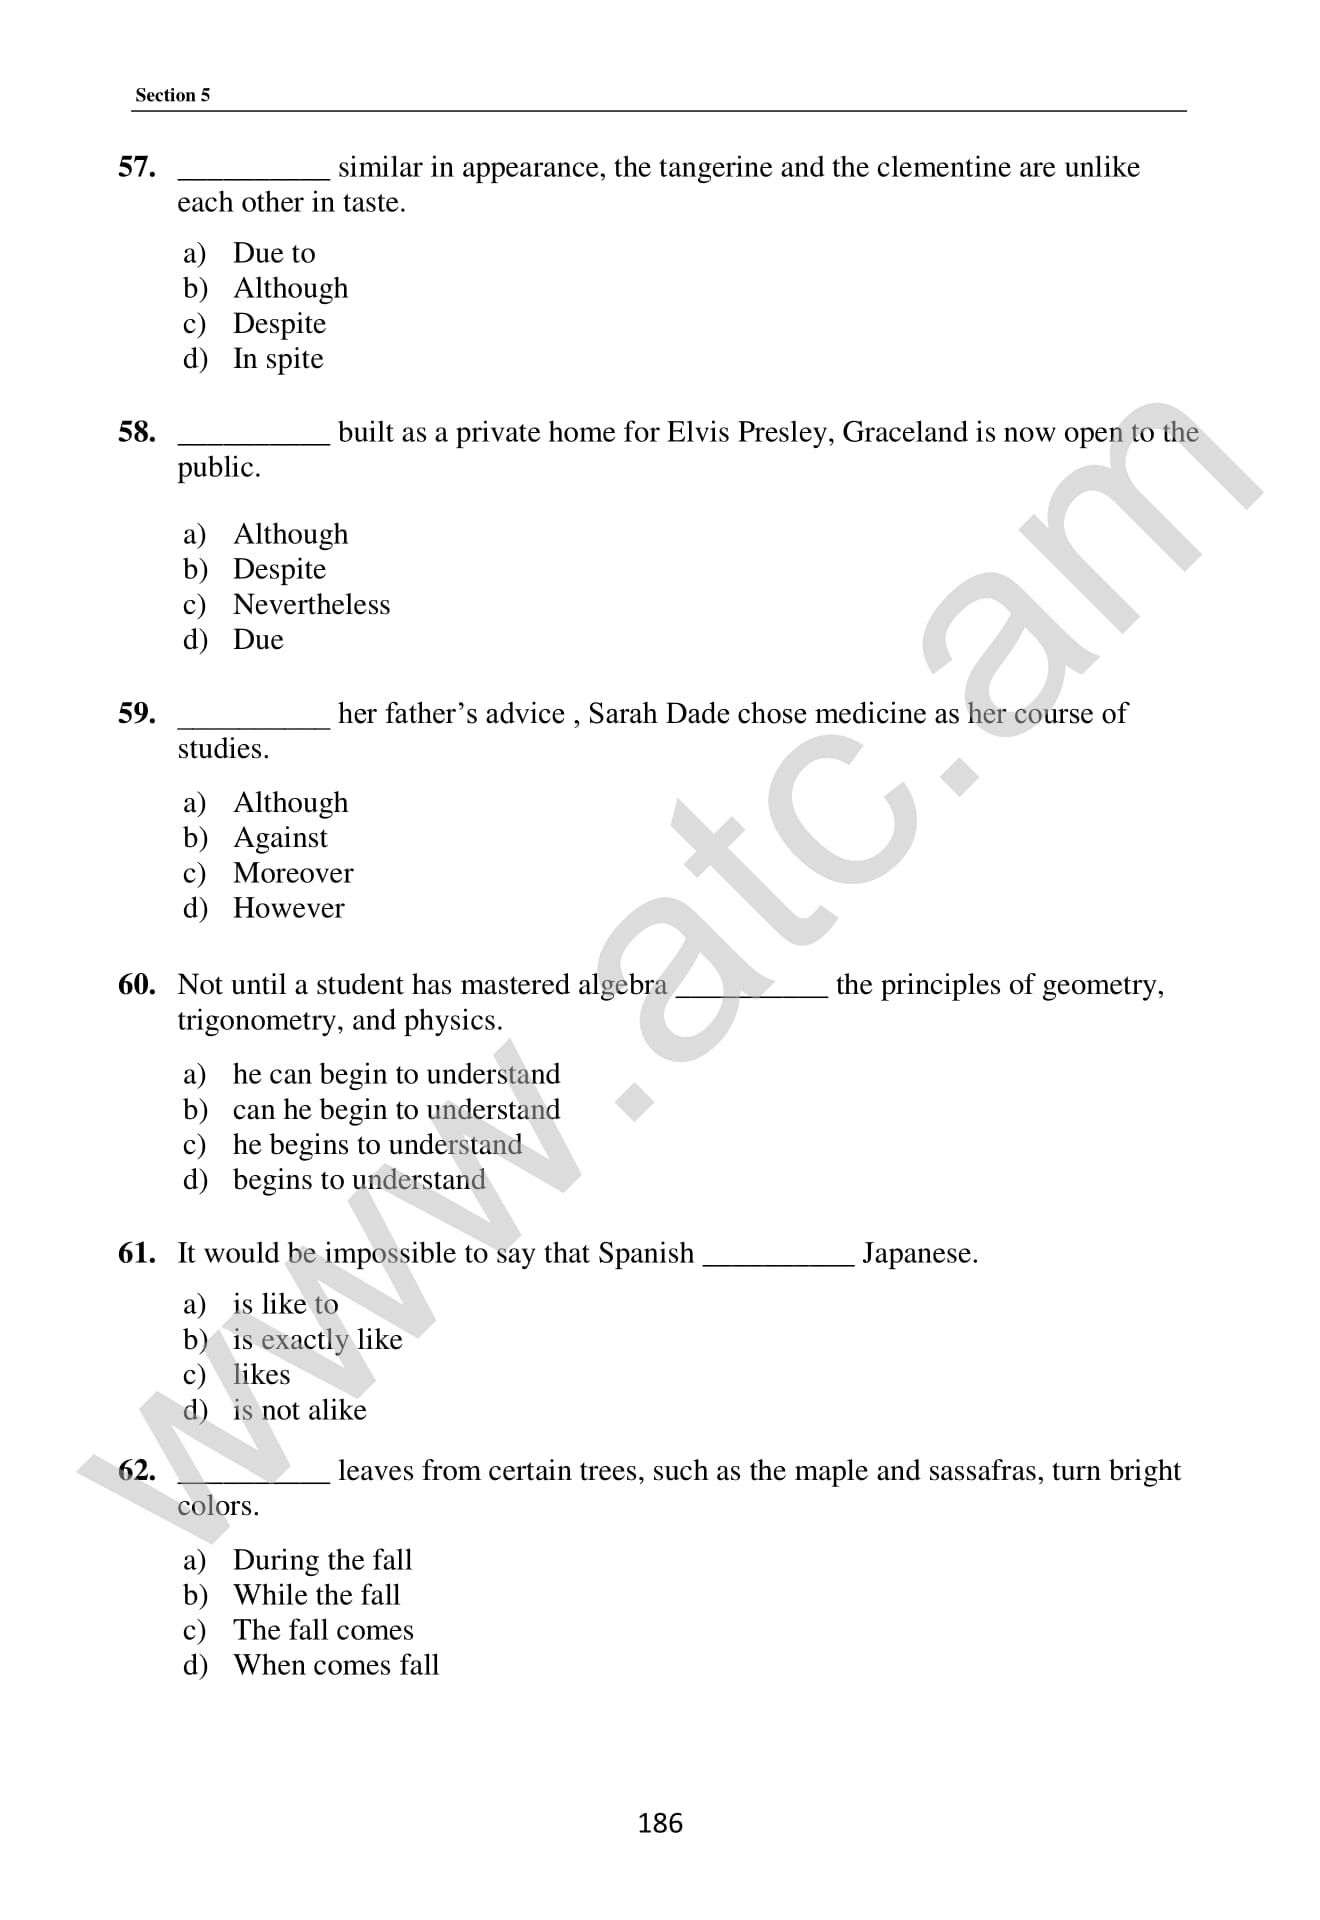 Section 5
57. __________ similar in appearance, the tangerine and the clementine are unlike
each other in taste.
a) Due to
b) Although
c) Despite
d) In spite
58. __________ built as a private home for Elvis Presley, Graceland is now open to the
public.
a) Although
b) Despite
c) Nevertheless
d) Due
59. __________ her father’s advice , Sarah Dade chose medicine as her course of
studies.
a) Although
b) Against
c) Moreover
d) However
60. Not until a student has mastered algebra __________ the principles of geometry,
trigonometry, and physics.
a) he can begin to understand
b) can he begin to understand
c) he begins to understand
d) begins to understand
61. It would be impossible to say that Spanish __________ Japanese.
a) is like to
b) is exactly like
c) likes
d) is not alike
62. __________ leaves from certain trees, such as the maple and sassafras, turn bright
colors.
a) During the fall
b) While the fall
c) The fall comes
d) When comes fall
186
www.atc.am